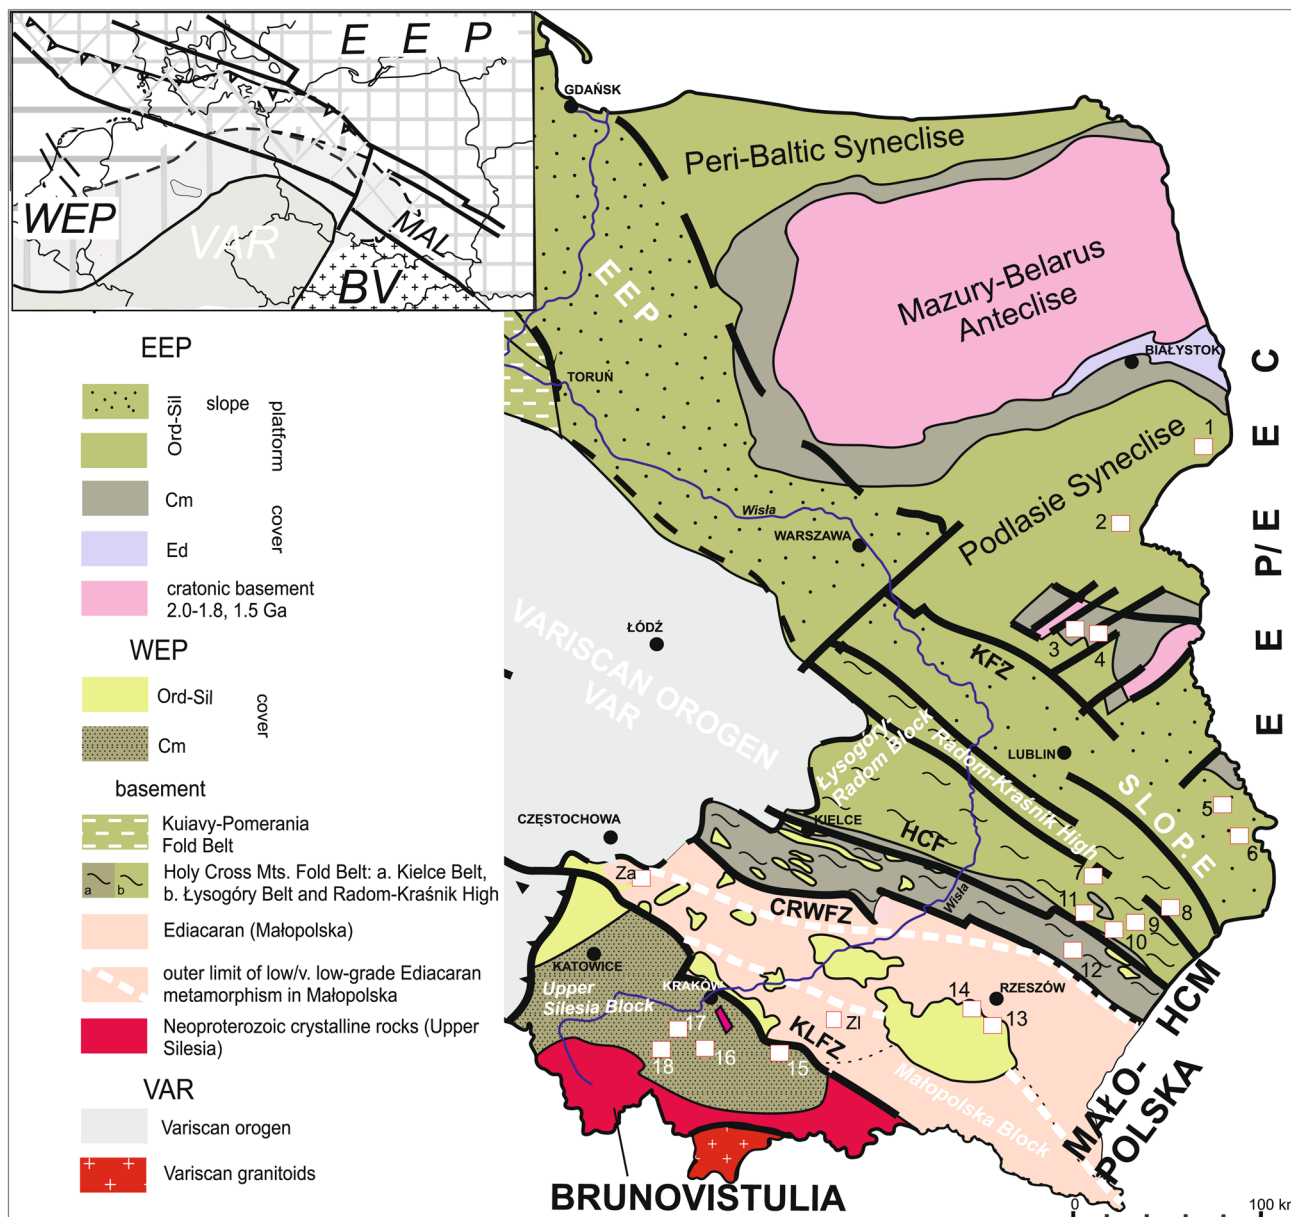 E E P
WEP
VAR
MAL
BV
EEP
Ord-Sil
slope
platform
cover
Cm
Ed
cratonic basement
2.0-1.8, 1.5 Ga
WEP
Ord-Sil
cover
Cm
basement
Kuiavy-Pomerania
Fold Belt
a
b
Holy Cross Mts. Fold Belt: a. Kielce Belt,
b. Łysogóry Belt and Radom-Kraśnik High
Ediacaran (Małopolska)
outer limit of low/v. low-grade Ediacaran
metamorphism in Małopolska
Neoproterozoic crystalline rocks (Upper
Silesia)
VAR
Variscan orogen
Variscan granitoids
GDAŃSK
Peri-Baltic Syneclise
EEP
Mazury-Belarus
Anteclise
BIAŁYSTOK
TORUŃ
1
Podlasie Syneclise
2
Wisła
WARSZAWA
E E P/ E E C
VARISCAN OROGEN
VAR
ŁÓDŹ
3
4
KFZ
Łysogóry-
Radom Block
Radom-Kraśnik High
LUBLIN
SLOPE
5
6
CZĘSTOCHOWA
KIELCE
HCF
7
8
9
10
11
12
Za
CRWFZ
Wisła
KATOWICE
Upper
Silesia Block
KRAKÓW
17
18
16
15
KLFZ
Zl
14
RZESZÓW
13
HCM
Małopolska Block
MAŁO-
POLSKA
BRUNOVISTULIA
0
100 km